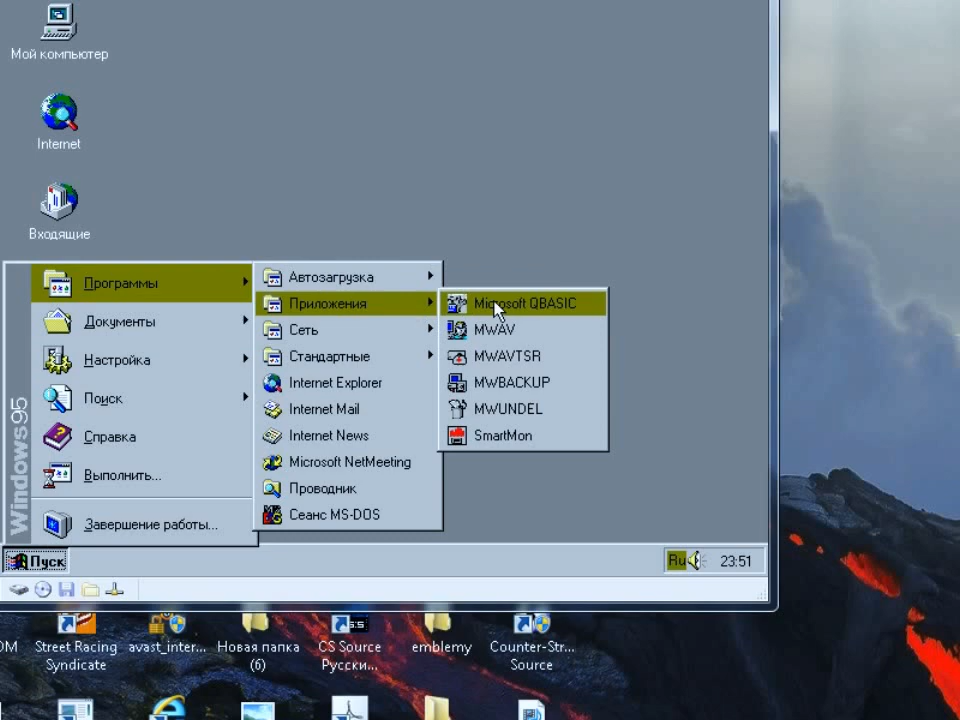 Мой компьютер
Internet
Входящие
Windows95
Программы
Документы
Настройка
Поиск
Справка
Выполнить...
Завершение работы...
Автозагрузка
Приложения
Сеть
Стандартные
Internet Explorer
Internet Mail
Internet News
Microsoft NetMeeting
Проводник
Сеанс MS-DOS
Microsoft QBASIC
MWAV
MWAVTSR
MWBACKUP
MWUNDEL
SmartMon
Пуск
Ru
23:51
Street Racing
Syndicate
avast_inter...
Новая папка
(6)
CS Source
Русски...
emblemy
Counter-Str...
Source